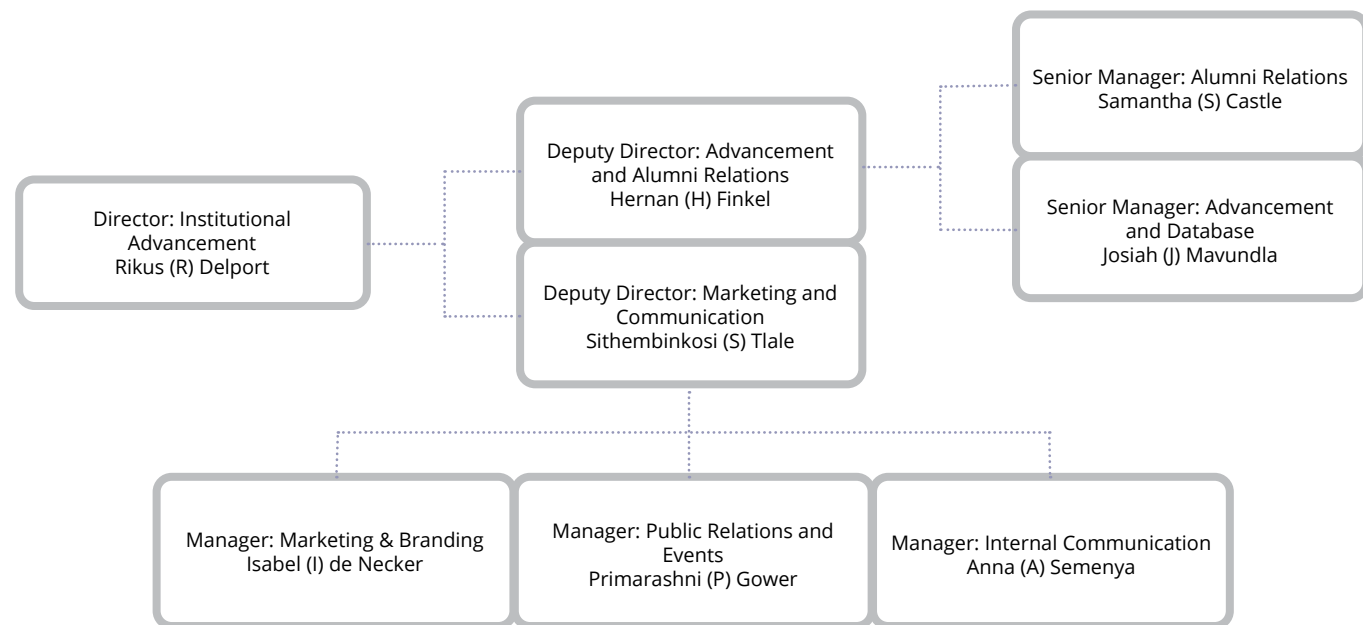 Senior Manager: Alumni Relations
Samantha (S) Castle
Deputy Director: Advancement
and Alumni Relations
Hernan (H) Finkel
Director: Institutional
Advancement
Rikus (R) Delport
Senior Manager: Advancement
and Database
Josiah (J) Mavundla
Deputy Director: Marketing and
Communication
Sithembinkosi (S) Tlale
Manager: Marketing & Branding
Isabel (I) de Necker
Manager: Public Relations and
Events
Primarashni (P) Gower
Manager: Internal Communication
Anna (A) Semenya